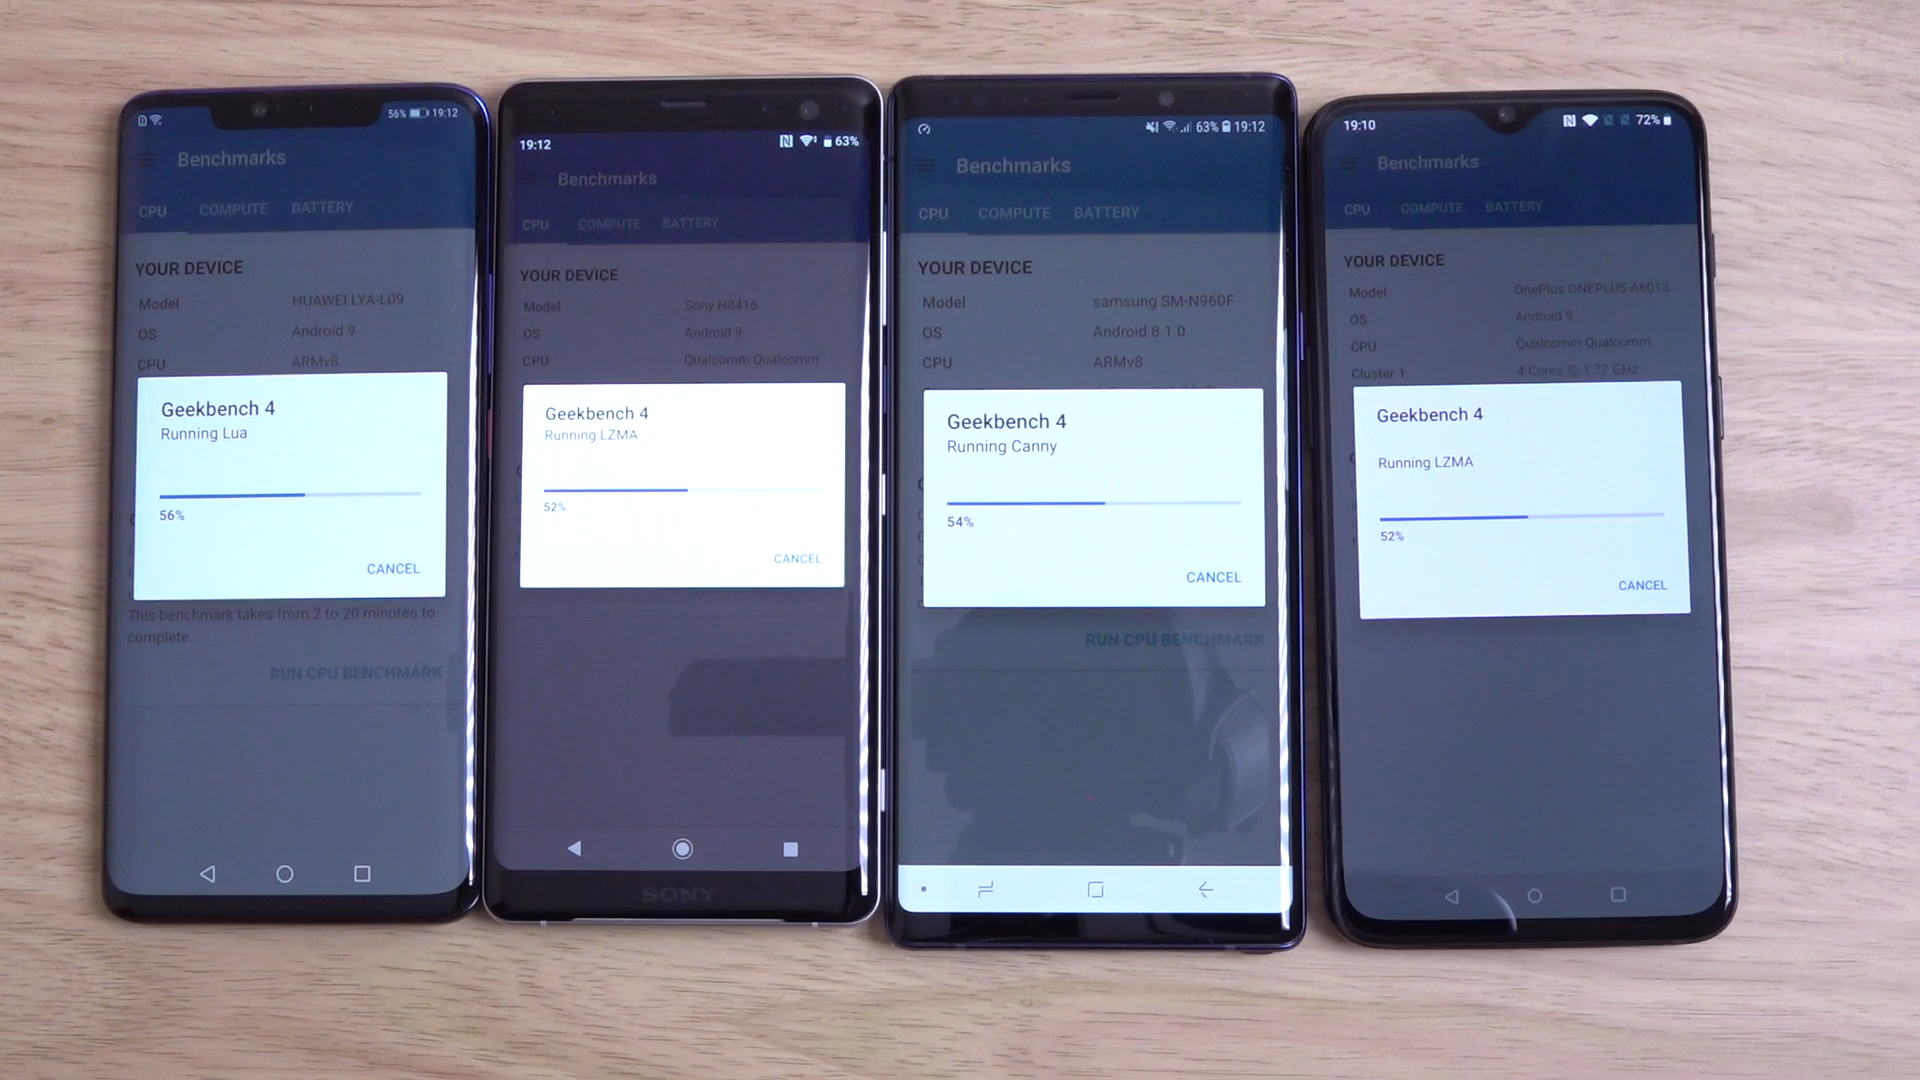 56% 19:12
Benchmarks
CPU COMPUTE BATTERY
YOUR DEVICE
Model HUAWEI LYA-L09
OS Android 9
CPU ARMv8
Geekbench 4
Running Lua
56%
CANCEL
This benchmark takes from 2 to 20 minutes to
complete.
RUN CPU BENCHMARK
19:12 63%
Benchmarks
CPU COMPUTE BATTERY
YOUR DEVICE
Model Sony H8416
OS Android 9
CPU Qualcomm Qualcomm
Geekbench 4
Running LZMA
52%
CANCEL
SONY
63% 19:12
Benchmarks
CPU COMPUTE BATTERY
YOUR DEVICE
Model samsung SM-N960F
OS Android 8.1.0
CPU ARMv8
Geekbench 4
Running Canny
54%
CANCEL
RUN CPU BENCHMARK
19:10 72%
Benchmarks
CPU COMPUTE BATTERY
YOUR DEVICE
Model OnePlus ONEPLUS A6013
OS Android 9
CPU Qualcomm Qualcomm
Cluster 1 4 Cores @ 1.77 GHz
Geekbench 4
Running LZMA
52%
CANCEL